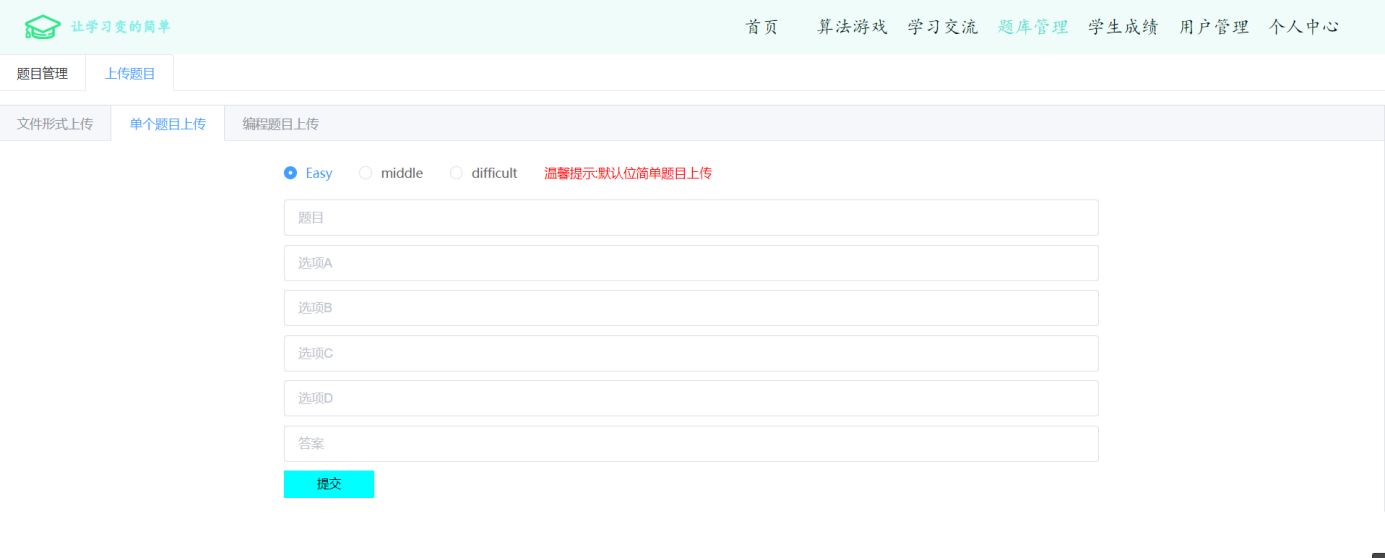 让学习变的简单 首页 算法游戏 学习交流 题库管理 学生成绩 用户管理 个人中心
题目管理 上传题目
文件形式上传 单个题目上传 编程题目上传
Easy middle difficult 温馨提示:默认位简单题目上传
题目
选项A
选项B
选项C
选项D
答案
提交